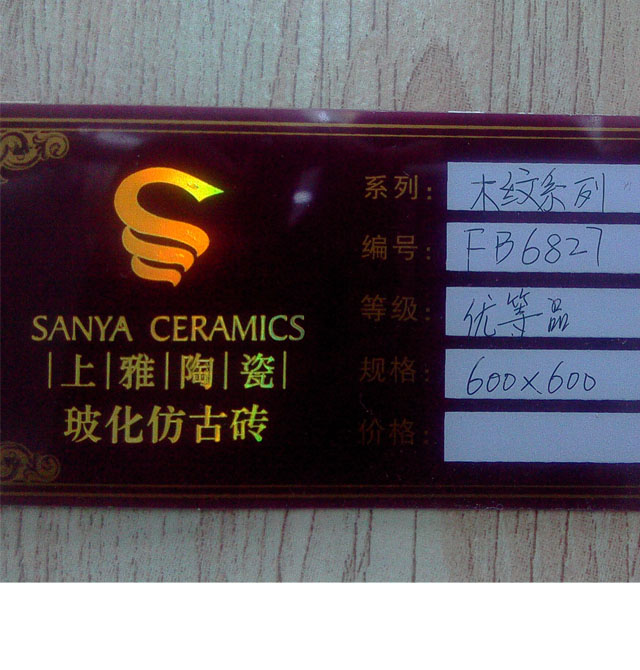 SANYA CERAMICS
上雅陶瓷
玻化仿古砖
系列: 木纹系列
编号: FB6827
等级: 优等品
规格: 600×600
价格: